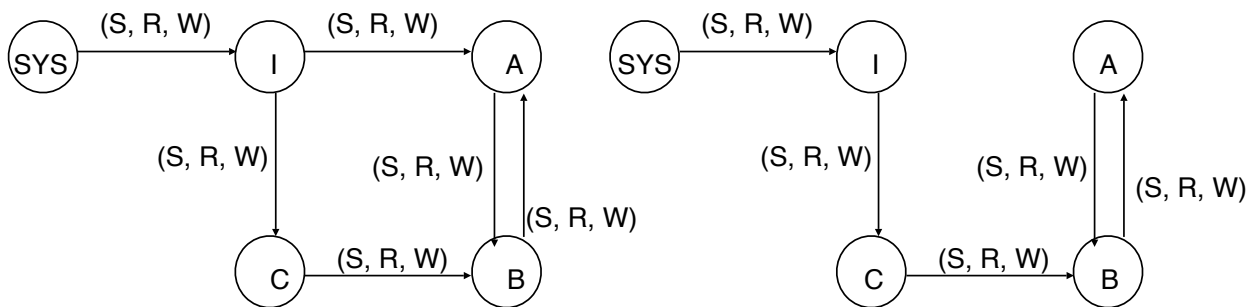 (S, R, W)
(S, R, W)
SYS
I
A
(S, R, W)
(S, R, W)
(S, R, W)
C
(S, R, W)
B
(S, R, W)
SYS
I
A
(S, R, W)
(S, R, W)
(S, R, W)
C
(S, R, W)
B